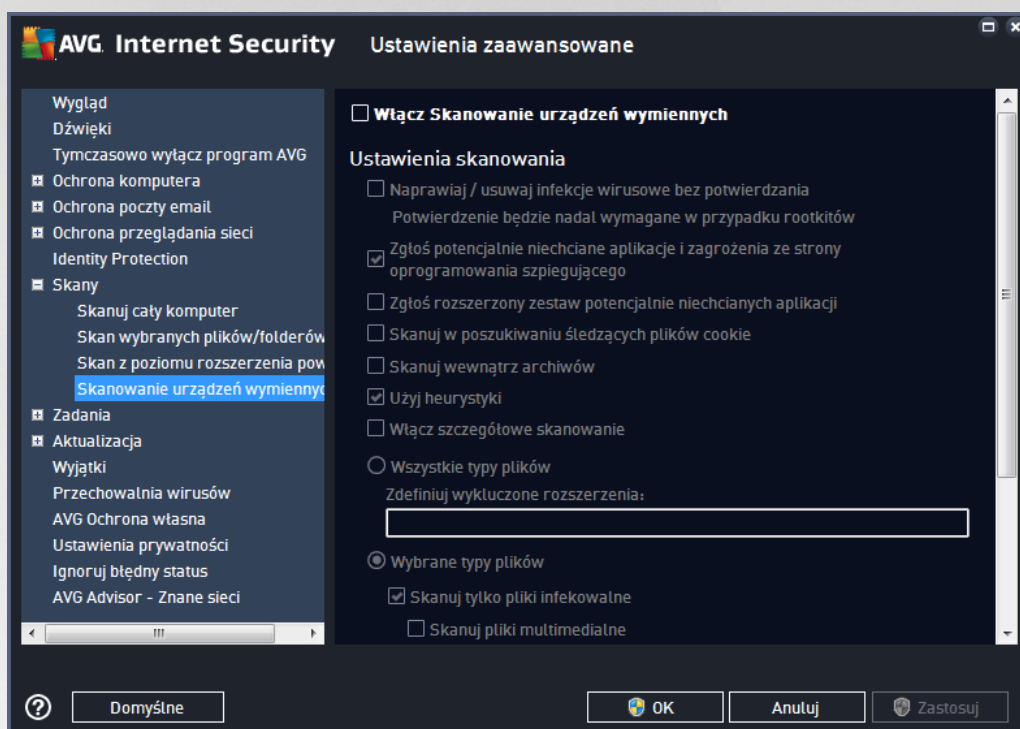 AVG. Internet Security
Ustawienia zaawansowane
Wygląd
Dźwięki
Tymczasowo wyłącz program AVG
Ochrona komputera
Ochrona poczty email
Ochrona przeglądania sieci
Identity Protection
Skany
Skanuj cały komputer
Skan wybranych plików/folderów
Skan z poziomu rozszerzenia pow
Skanowanie urządzeń wymiennyc
Zadania
Aktualizacja
Wyjątki
Przechowalnia wirusów
AVG Ochrona własna
Ustawienia prywatności
Ignoruj błędny status
AVG Advisor - Znane sieci
Włącz Skanowanie urządzeń wymiennych
Ustawienia skanowania
Naprawiaj / usuwaj infekcje wirusowe bez potwierdzania
Potwierdzenie będzie nadal wymagane w przypadku rootkitów
Zgłoś potencjalnie niechciane aplikacje i zagrożenia ze strony
oprogramowania szpiegującego
Zgłoś rozszerzony zestaw potencjalnie niechcianych aplikacji
Skanuj w poszukiwaniu śledzących plików cookie
Skanuj wewnątrz archiwów
Użyj heurystyki
Włącz szczegółowe skanowanie
Wszystkie typy plików
Zdefiniuj wykluczone rozszerzenia:
Wybrane typy plików
Skanuj tylko pliki infekowalne
Skanuj pliki multimedialne
Domyślne
OK
Anuluj
Zastosuj